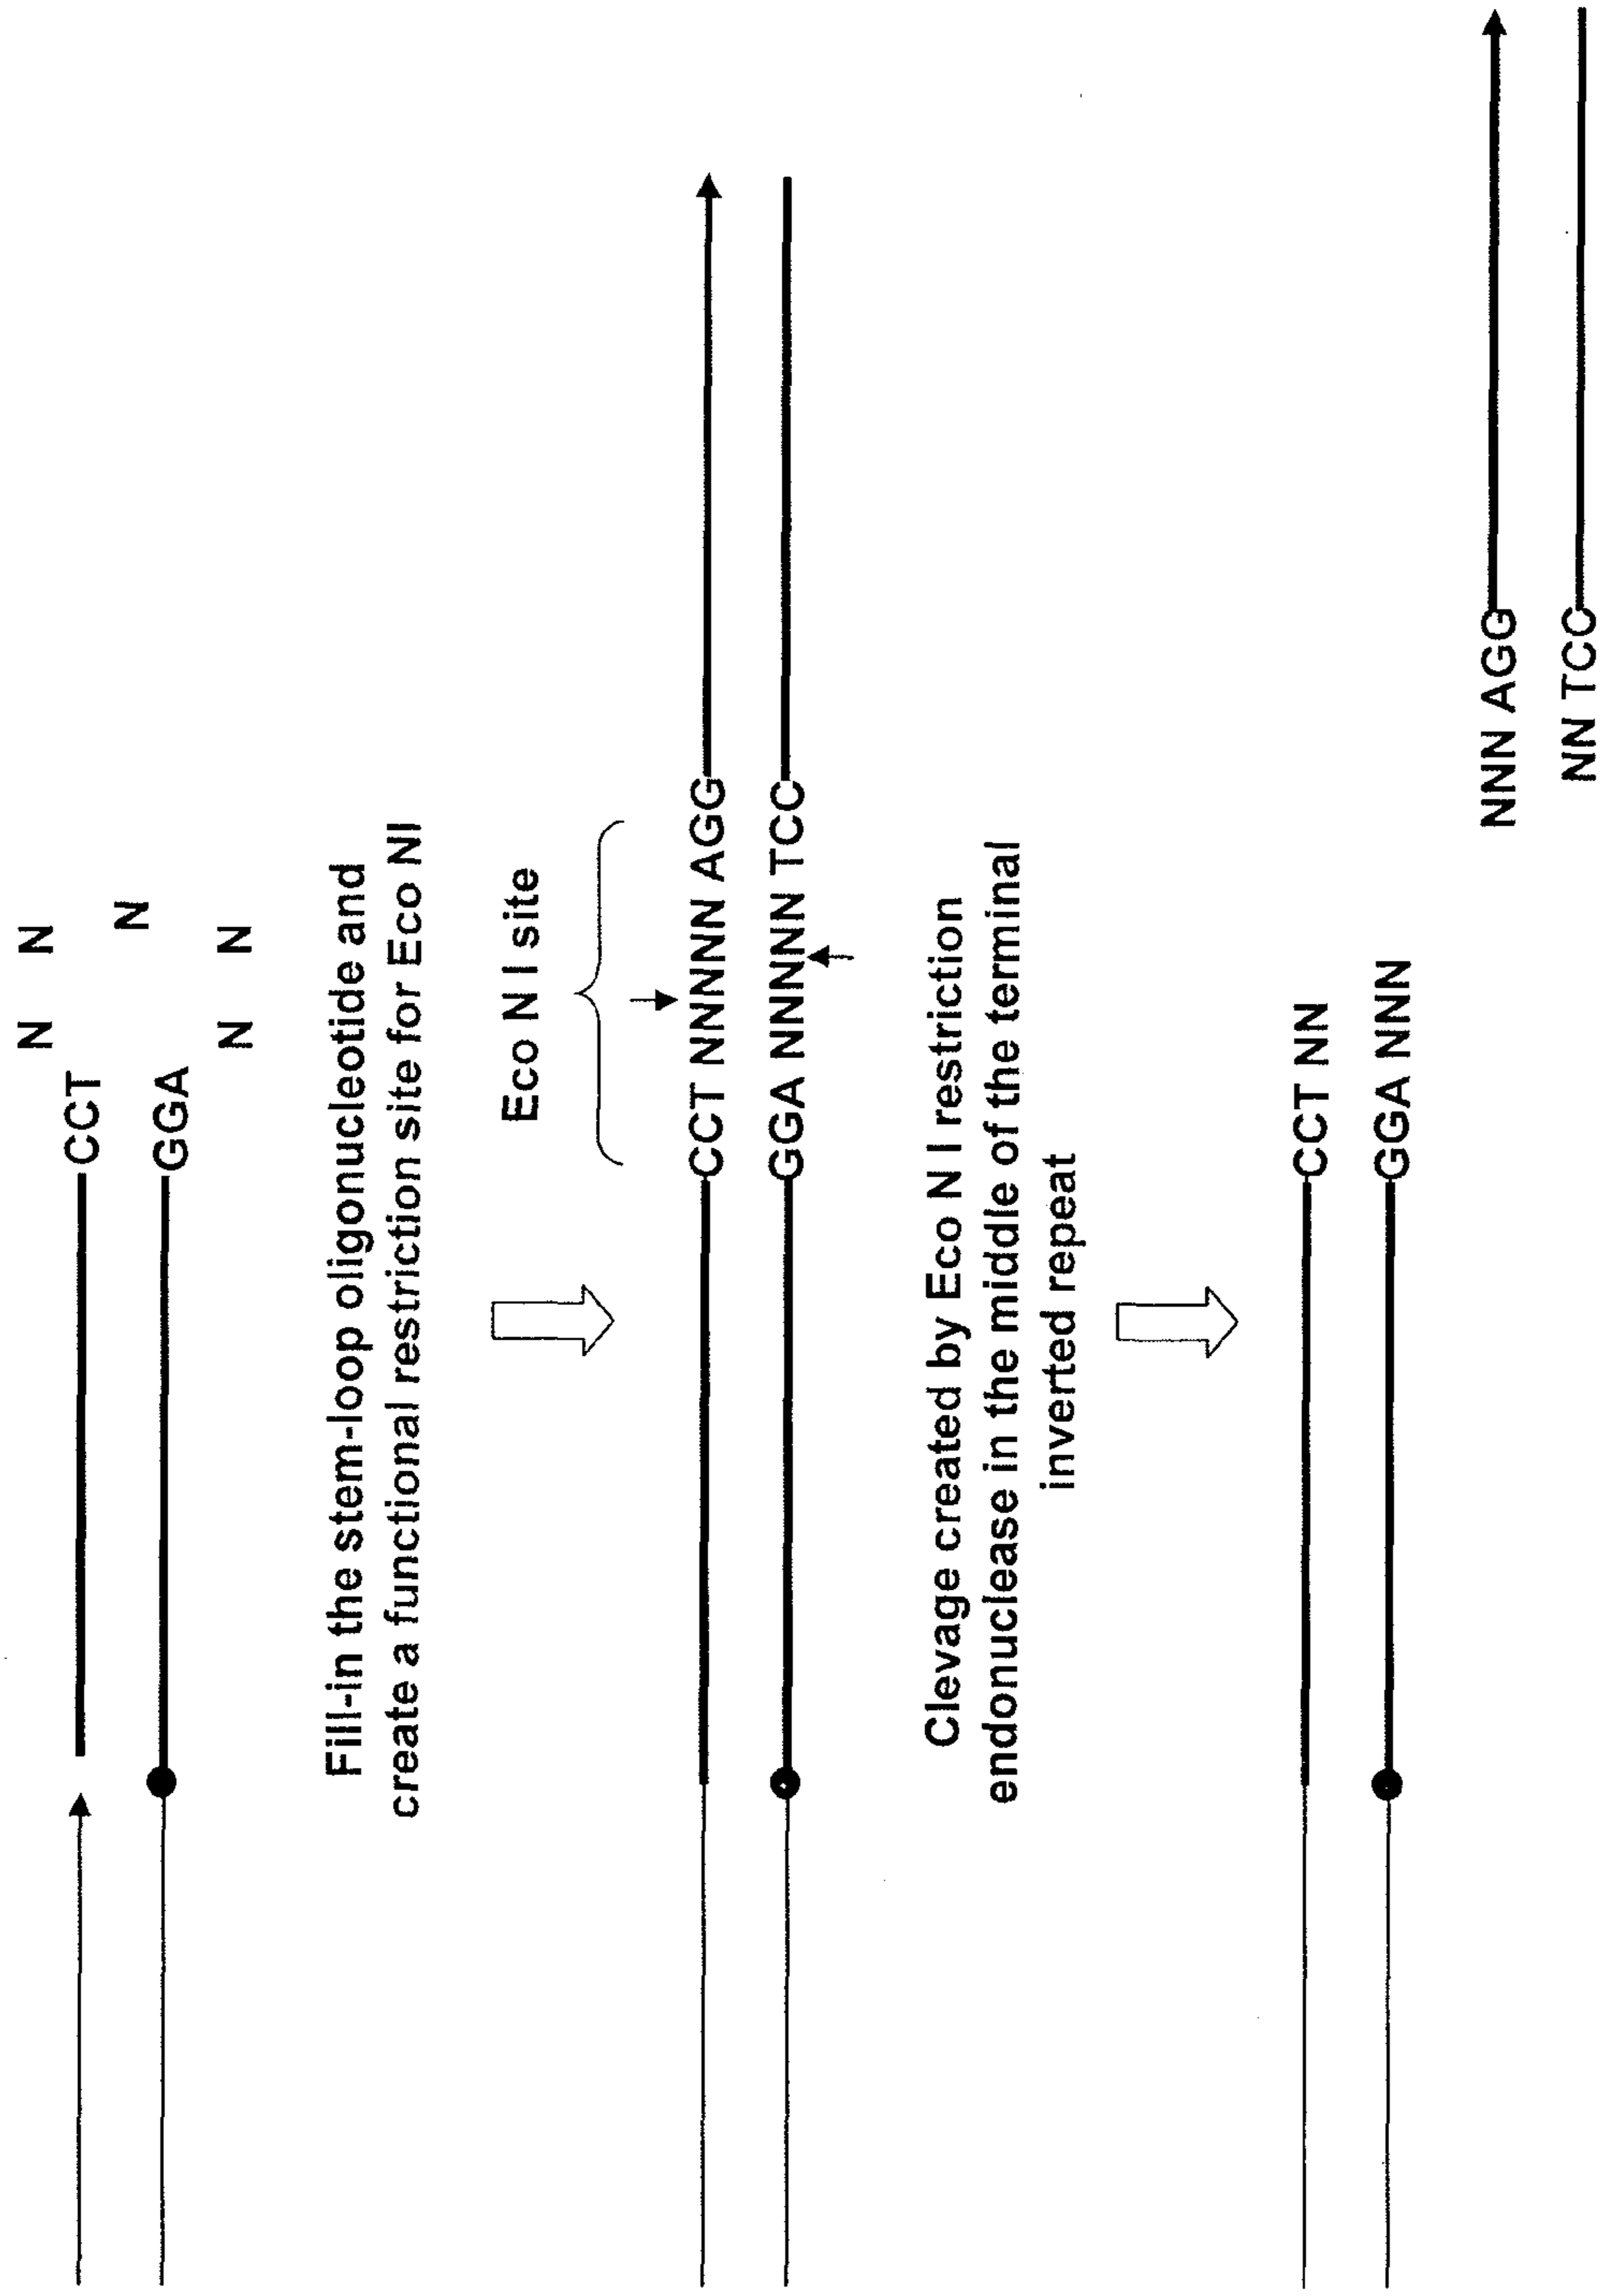 N N
CCT
N
GGA
N N
Fill-in the stem-loop oligonucleotide and
create a functional restriction site for Eco NI
Eco N I site
CCT NNNNN AGG
GGA NNNNN TCC
Clevage created by Eco N I restriction
endonuclease in the middle of the terminal
inverted repeat
CCT NN
GGA NNN
NNN AGG
NN TCC